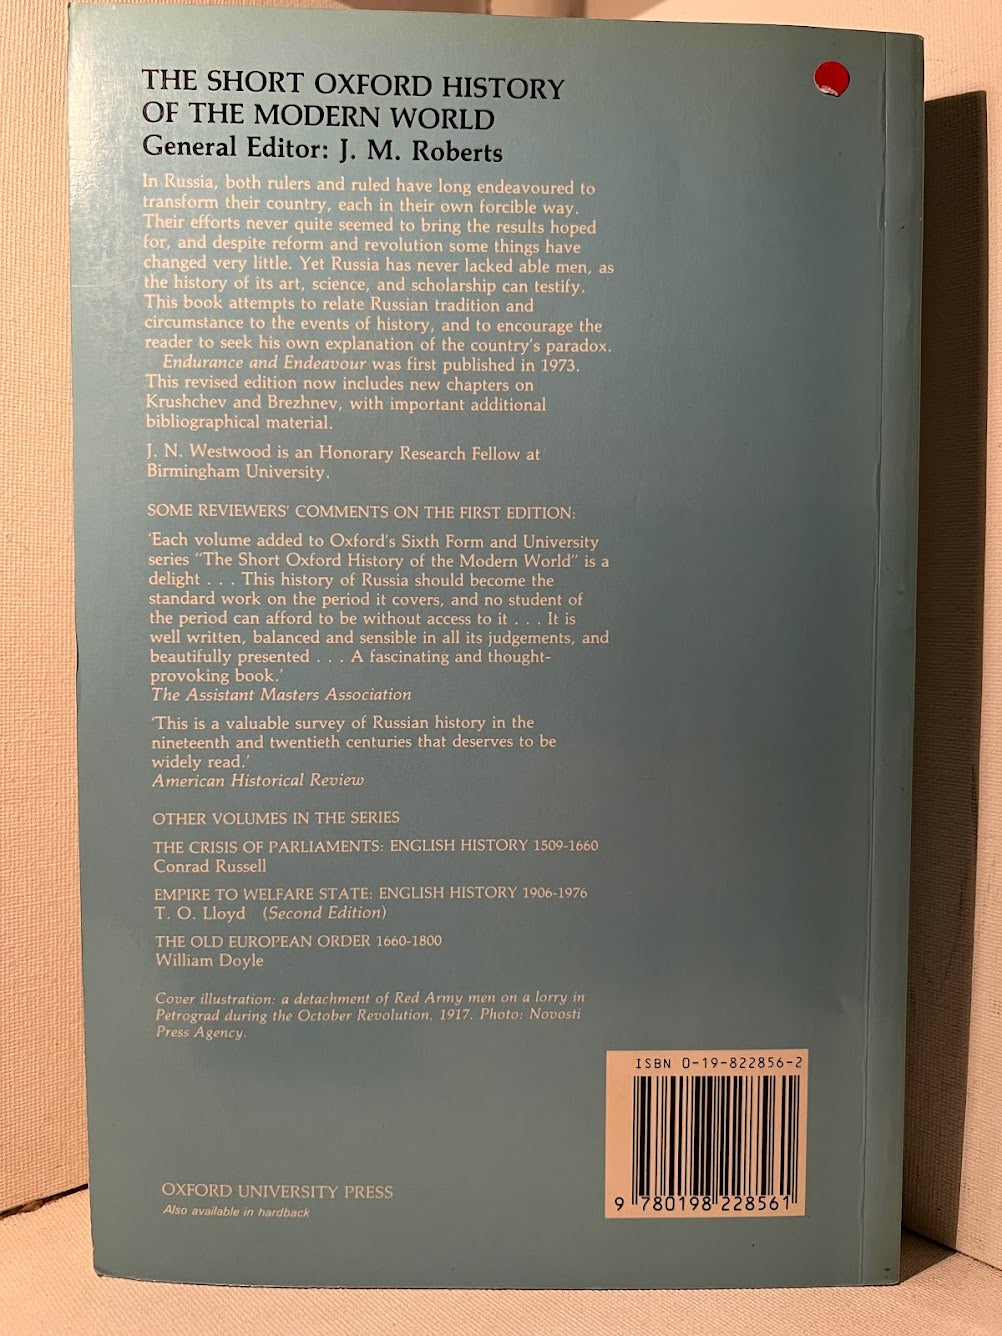 THE SHORT OXFORD HISTORY
OF THE MODERN WORLD
General Editor: J. M. Roberts
In Russia, both rulers and ruled have long endeavoured to
transform their country, each in their own forcible way.
Their efforts never quite seemed to bring the results hoped
for, and despite reform and revolution some things have
changed very little. Yet Russia has never lacked able men, as
the history of its art, science, and scholarship can testify.
This book attempts to relate Russian tradition and
circumstance to the events of history, and to encourage the
reader to seek his own explanation of the country's paradox.
Endurance and Endeavour was first published in 1973.
This revised edition now includes new chapters on
Krushchev and Brezhnev, with important additional
bibliographical material.
J. N. Westwood is an Honorary Research Fellow at
Birmingham University.
SOME REVIEWERS' COMMENTS ON THE FIRST EDITION:
'Each volume added to Oxford's Sixth Form and University
series "The Short Oxford History of the Modern World" is a
delight . . . This history of Russia should become the
standard work on the period it covers, and no student of
the period can afford to be without access to it . . . It is
well written, balanced and sensible in all its judgements, and
beautifully presented . . . A fascinating and thought-
provoking book.'
The Assistant Masters Association
'This is a valuable survey of Russian history in the
nineteenth and twentieth centuries that deserves to be
widely read.'
American Historical Review
OTHER VOLUMES IN THE SERIES
THE CRISIS OF PARLIAMENTS: ENGLISH HISTORY 1509-1660
Conrad Russell
EMPIRE TO WELFARE STATE: ENGLISH HISTORY 1906-1976
T. O. Lloyd (Second Edition)
THE OLD EUROPEAN ORDER 1660-1800
William Doyle
Cover illustration: a detachment of Red Army men on a lorry in
Petrograd during the October Revolution, 1917. Photo: Novosti
Press Agency.
ISBN 0-19-822856-2
9 780198 228561
OXFORD UNIVERSITY PRESS
Also available in hardback